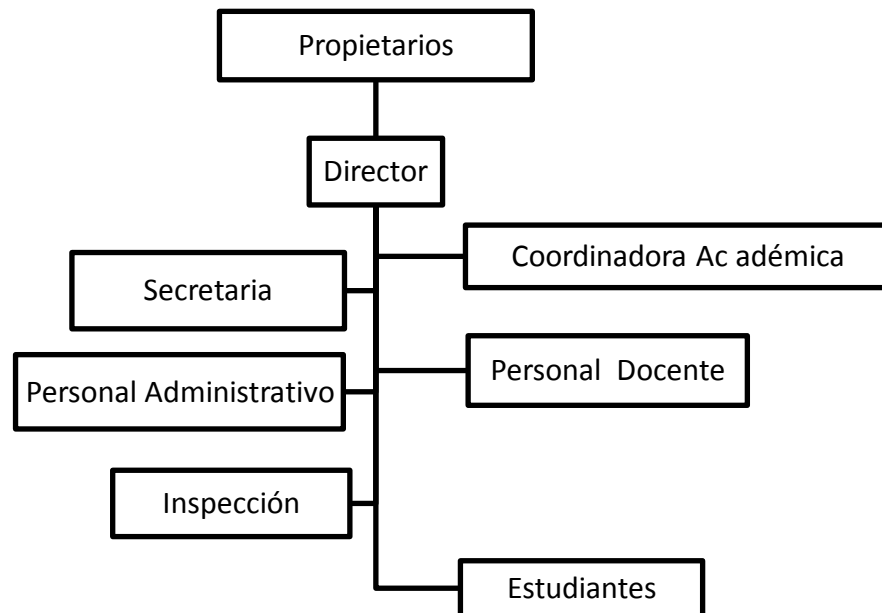 Propietarios
Director
Coordinadora Ac adémica
Secretaria
Personal Docente
Personal Administrativo
Inspección
Estudiantes